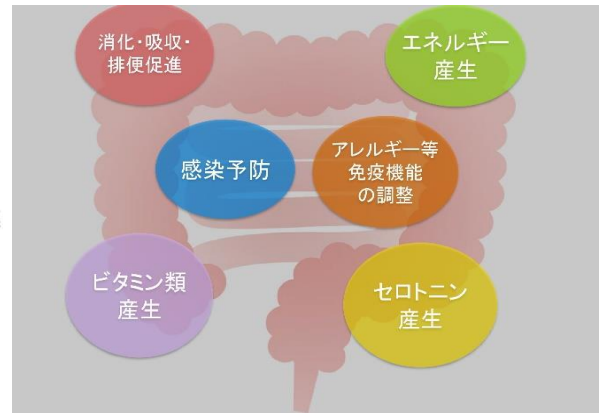 消化・吸収・
排便促進
エネルギー
産生
感染予防
アレルギー等
免疫機能
の調整
ビタミン類
産生
セロトニン
産生